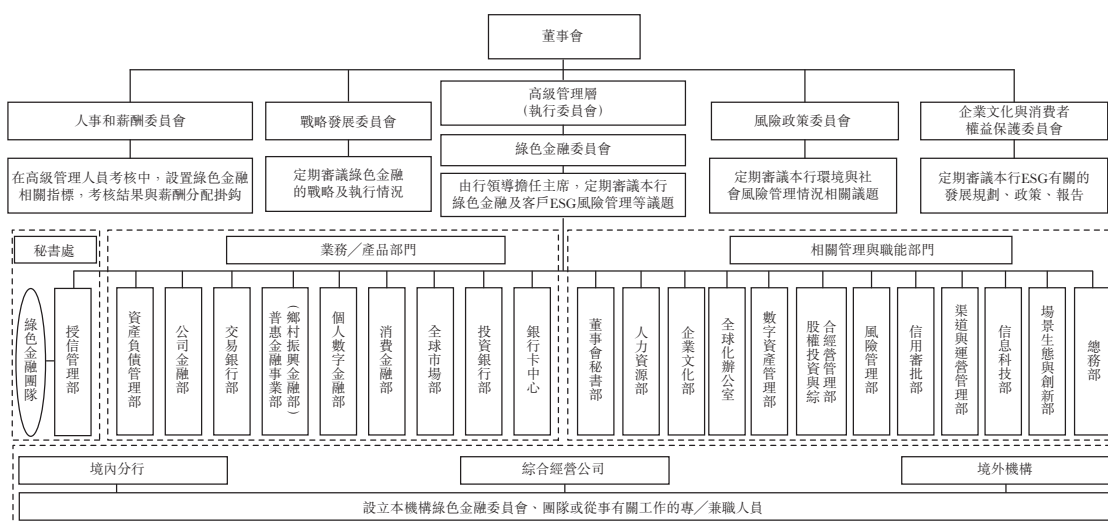 董事會
人事和薪酬委員會
戰略發展委員會
高級管理層
(執行委員會)
風險政策委員會
企業文化與消費者
權益保護委員會
綠色金融委員會
在高級管理人員考核中，設置綠色金融
相關指標，考核結果與薪酬分配掛鈎
定期審議綠色金融
的戰略及執行情況
由行領導擔任主席，定期審議本行
綠色金融及客戶ESG風險管理等議題
定期審議本行環境與社
會風險管理情況相關議題
定期審議本行ESG有關的
發展規劃、政策、報告
秘書處
業務／產品部門
相關管理與職能部門
綠色金融團隊
授信管理部
資產負債管理部
公司金融部
交易銀行部
普惠金融事業部
(鄉村振興金融部)
個人數字金融部
消費金融部
全球市場部
投資銀行部
銀行卡中心
董事會秘書部
人力資源部
企業文化部
全球化辦公室
數字資產管理部
股權投資與綜
合經營管理部
風險管理部
信用審批部
渠道與運營管理部
信息科技部
場景生態與創新部
總務部
境內分行
綜合經營公司
境外機構
設立本機構綠色金融委員會、團隊或從事有關工作的專／兼職人員